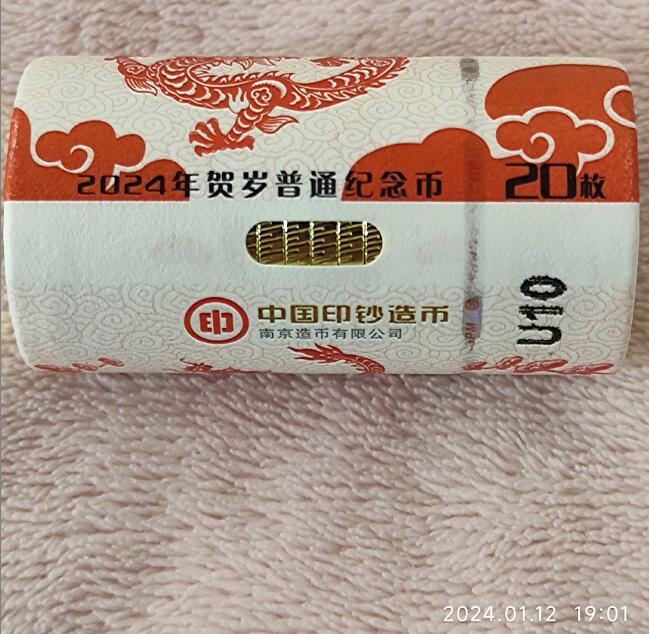 2024年贺岁普通纪念币 20枚
中国印钞造币
南京造币有限公司
U10
2024.01.12 19:01